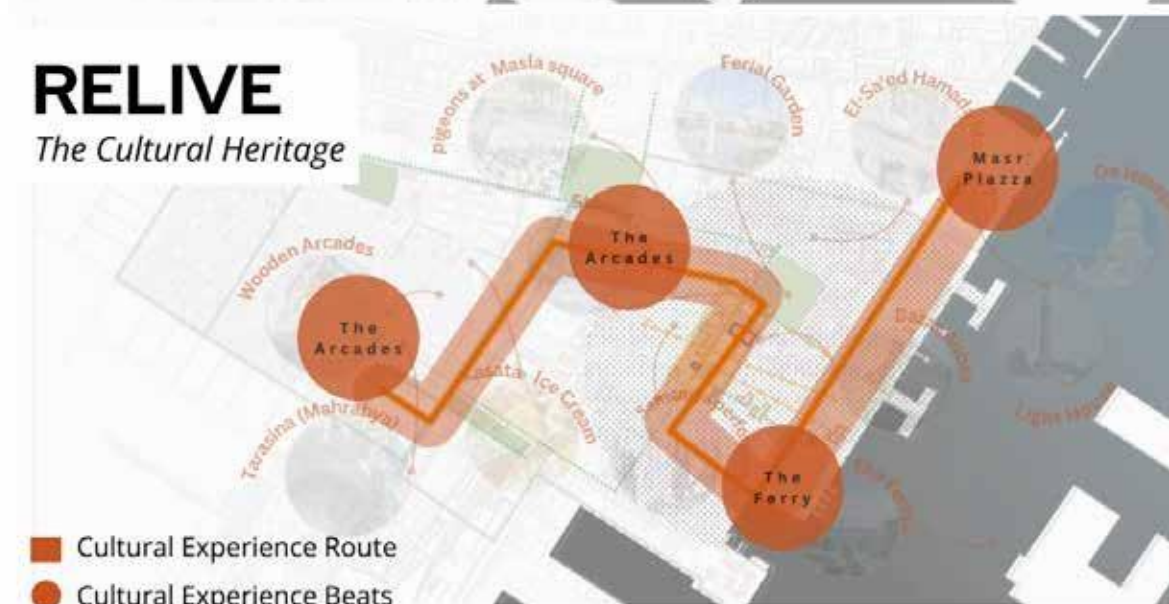 RELIVE
The Cultural Heritage
pigeons at Masla square
Ferial Garden
El-Sa'ed Hamada
Masr
Plazza
Wooden Arcades
The
Arcades
The
Arcades
Ice Cream
Tarasina (Mahrabya)
Light House
The
Ferry
Cultural Experience Route
Cultural Experience Beats